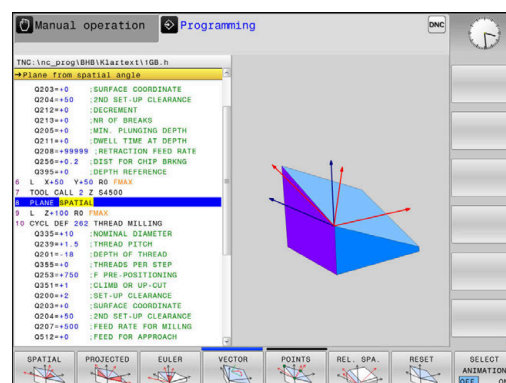 Manual operation
Programming
DNC
TNC:\nc_prog\BHB\Klartext\1GB.h
→Plane from spatial angle
Q203=+0 ;SURFACE COORDINATE
Q204=+50 ;2ND SET-UP CLEARANCE
Q212=+0 ;DECREMENT
Q213=+0 ;NR OF BREAKS
Q205=+0 ;MIN. PLUNGING DEPTH
Q211=+0 ;DWELL TIME AT DEPTH
Q208=+99999 ;RETRACTION FEED RATE
Q256=+0.2 ;DIST FOR CHIP BRKNG
Q395=+0 ;DEPTH REFERENCE
6 L X+50 Y+50 R0 FMAX
7 TOOL CALL 2 Z S4500
8 PLANE SPATIAL
9 L Z+100 R0 FMAX
10 CYCL DEF 262 THREAD MILLING
Q335=+10 ;NOMINAL DIAMETER
Q239=+1.5 ;THREAD PITCH
Q201=-18 ;DEPTH OF THREAD
Q355=+0 ;THREADS PER STEP
Q253=+750 ;F PRE-POSITIONING
Q351=+1 ;CLIMB OR UP-CUT
Q200=+2 ;SET-UP CLEARANCE
Q203=+0 ;SURFACE COORDINATE
Q204=+50 ;2ND SET-UP CLEARANCE
Q207=+500 ;FEED RATE FOR MILLNG
Q512=+0 ;FEED FOR APPROACH
SPATIAL
PROJECTED
EULER
VECTOR
POINTS
REL. SPA.
RESET
SELECT
ANIMATION
OFF